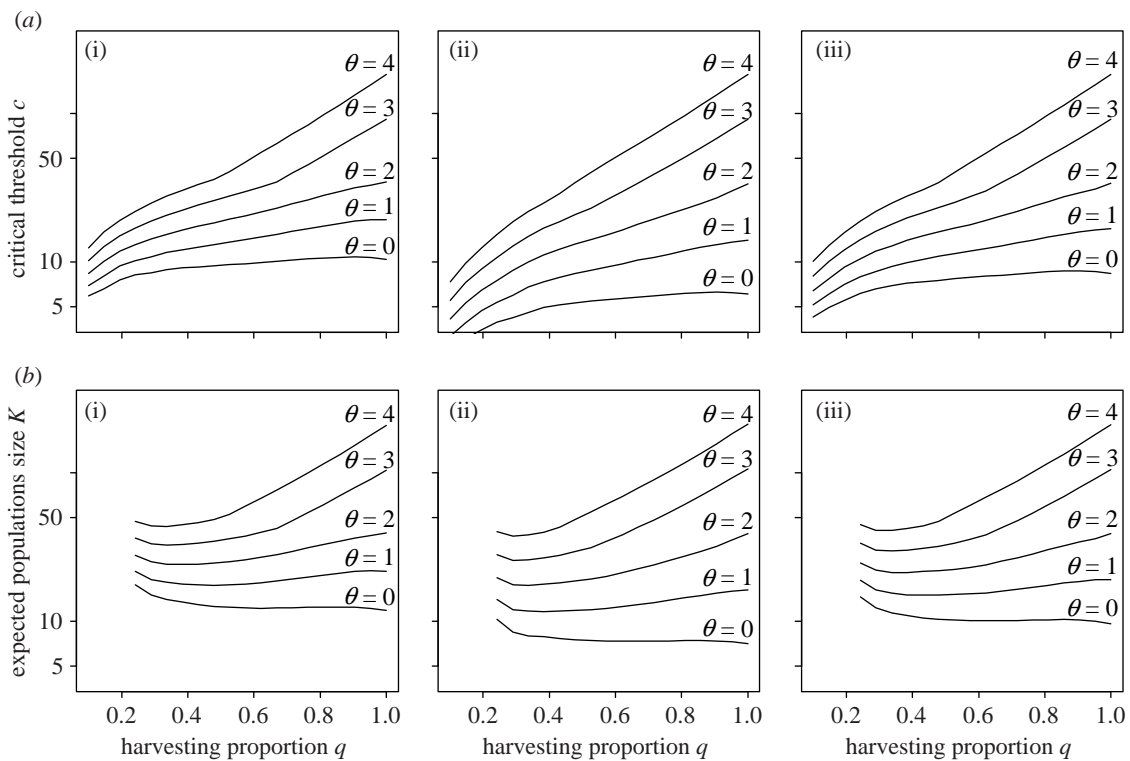 (a)
(i)
(ii)
(iii)
θ = 4
θ = 3
θ = 2
θ = 1
θ = 0
θ = 4
θ = 3
θ = 2
θ = 1
θ = 0
θ = 4
θ = 3
θ = 2
θ = 1
θ = 0
critical threshold c
50
10
5
(b)
(i)
(ii)
(iii)
θ = 4
θ = 3
θ = 2
θ = 1
θ = 0
θ = 4
θ = 3
θ = 2
θ = 1
θ = 0
θ = 4
θ = 3
θ = 2
θ = 1
θ = 0
expected populations size K
50
10
5
0.2 0.4 0.6 0.8 1.0
0.2 0.4 0.6 0.8 1.0
0.2 0.4 0.6 0.8 1.0
harvesting proportion q
harvesting proportion q
harvesting proportion q